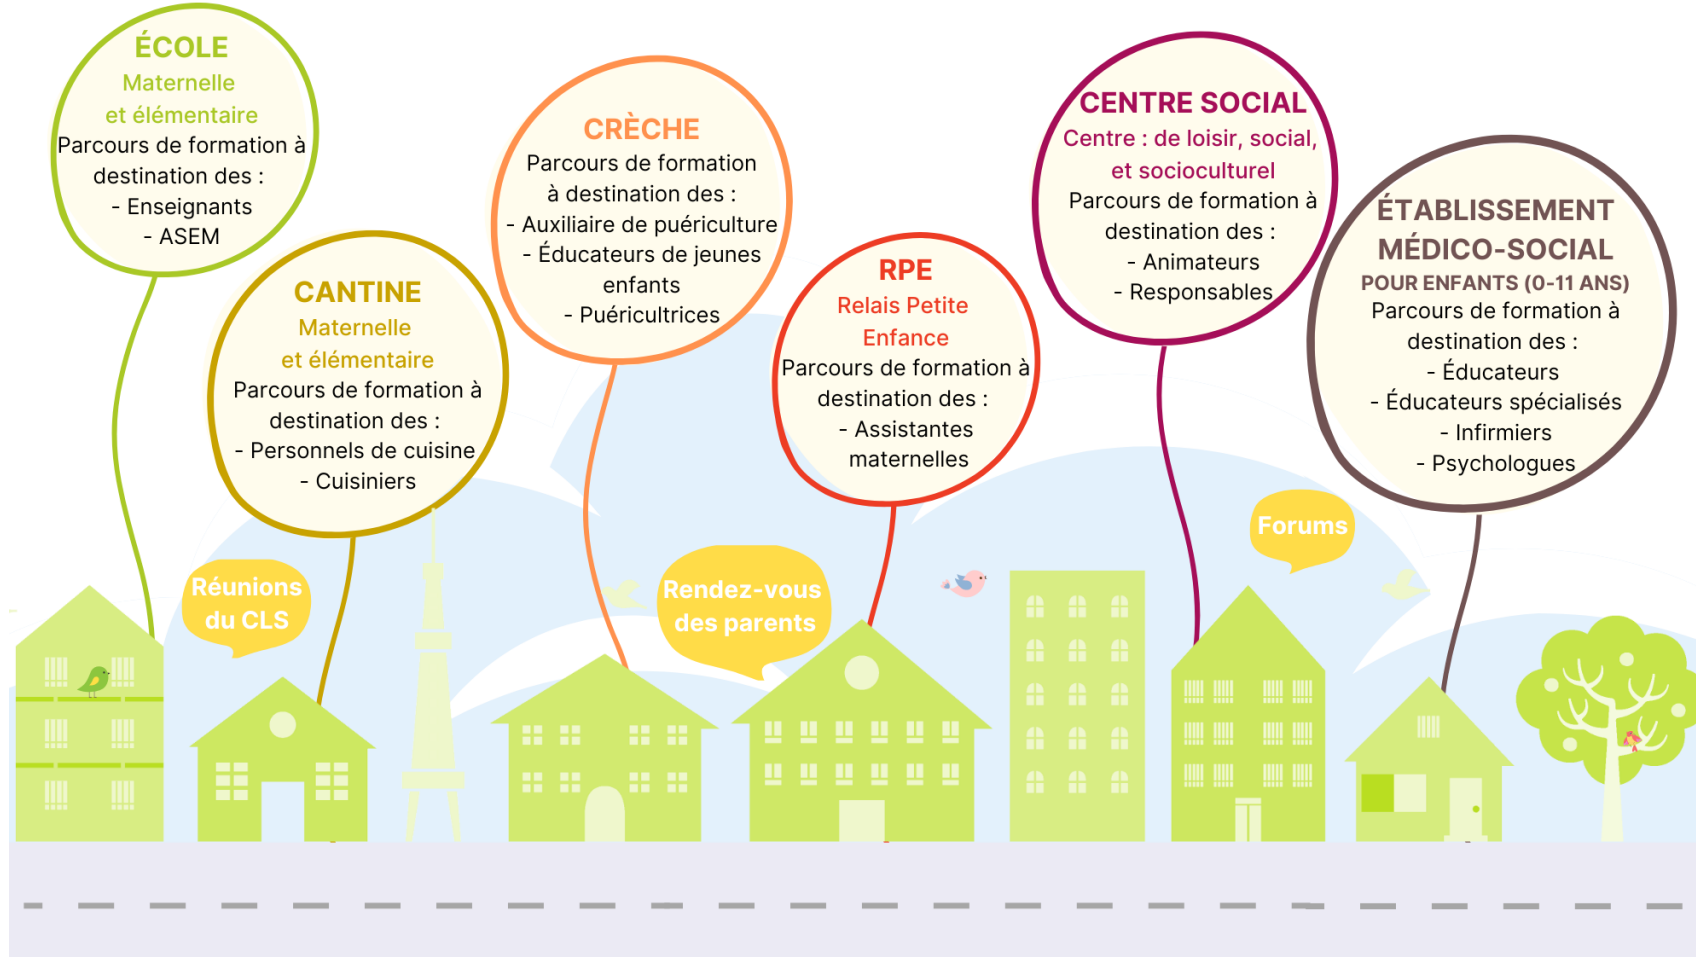 ÉCOLE
Maternelle
et élémentaire
Parcours de formation à
destination des :
- Enseignants
- ASEM
CANTINE
Maternelle
et élémentaire
Parcours de formation à
destination des :
- Personnels de cuisine
- Cuisiniers
CRÈCHE
Parcours de formation
à destination des :
- Auxiliaire de puériculture
- Éducateurs de jeunes
enfants
- Puéricultrices
RPE
Relais Petite
Enfance
Parcours de formation à
destination des :
- Assistantes
maternelles
CENTRE SOCIAL
Centre : de loisir, social,
et socioculturel
Parcours de formation à
destination des :
- Animateurs
- Responsables
ÉTABLISSEMENT
MÉDICO-SOCIAL
POUR ENFANTS (0-11 ANS)
Parcours de formation à
destination des :
- Éducateurs
- Éducateurs spécialisés
- Infirmiers
- Psychologues
Réunions
du CLS
Rendez-vous
des parents
Forums